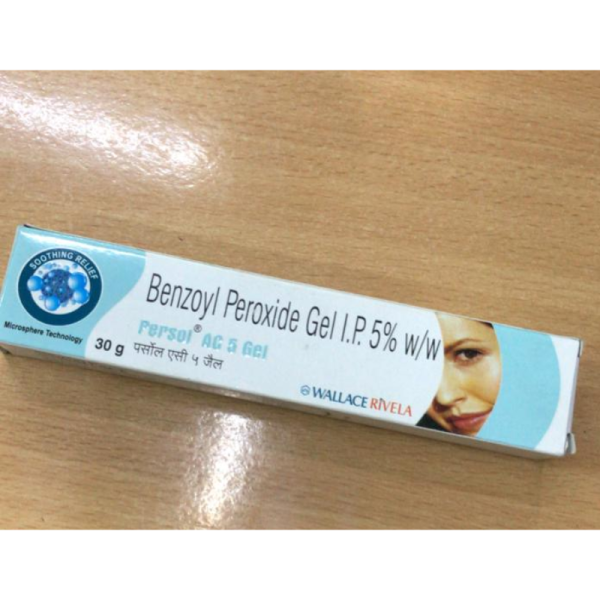 SOOTHING RELIEF
Microsphere Technology
Benzoyl Peroxide Gel I.P. 5% w/w
Persol® AC 5 Gel
30 g पर्सोल एसी ५ जैल
WALLACE RIVELA